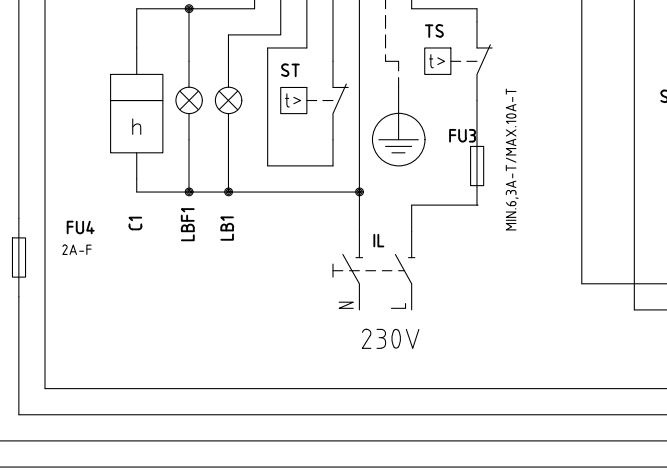 TS
t>
ST
t>
h
FU3
MIN.6,3A-T/MAX.10A-T
S
FU4
2A-F
C1
LBF1
LB1
IL
N
L
230V